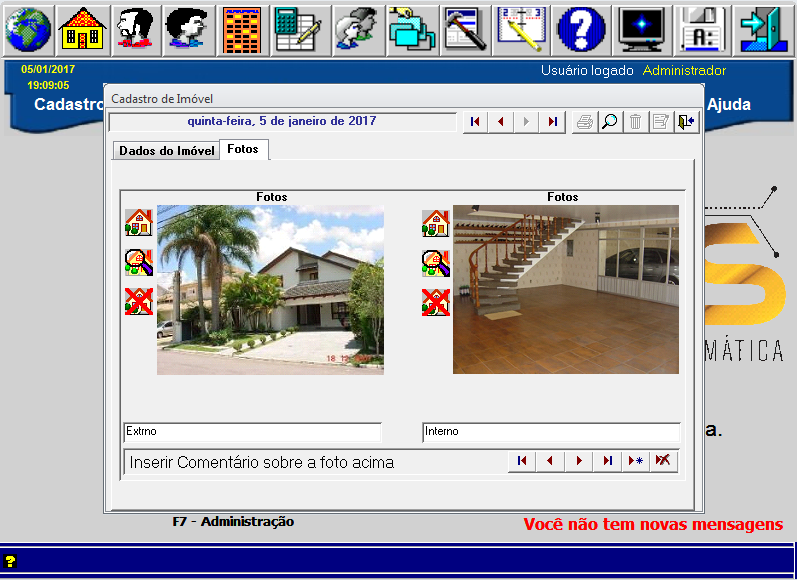 A:
05/01/2017
19:09:05
Usuário logado Administrador
Cadastro
Ajuda
Cadastro de Imóvel
quinta-feira, 5 de janeiro de 2017
Dados do Imóvel
Fotos
Fotos
Fotos
18 12
S
MÁTICA
Extrno
Interno
a.
Inserir Comentário sobre a foto acima
F7 - Administração
Você não tem novas mensagens